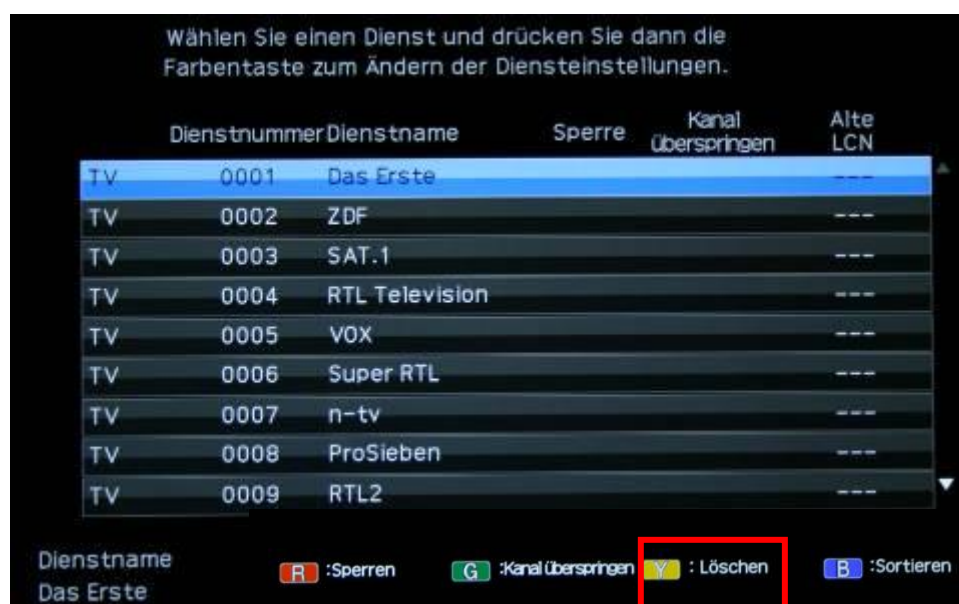 Wählen Sie einen Dienst und drücken Sie dann die
Farbentaste zum Ändern der Diensteinstellungen.
Dienstnummer Dienstname Sperre Kanal überspringen Alte LCN
TV 0001 Das Erste ---
TV 0002 ZDF ---
TV 0003 SAT.1 ---
TV 0004 RTL Television ---
TV 0005 VOX ---
TV 0006 Super RTL ---
TV 0007 n-tv ---
TV 0008 ProSieben ---
TV 0009 RTL2 ---
Dienstname
Das Erste
R :Sperren G :Kanal überspringen Y : Löschen B :Sortieren